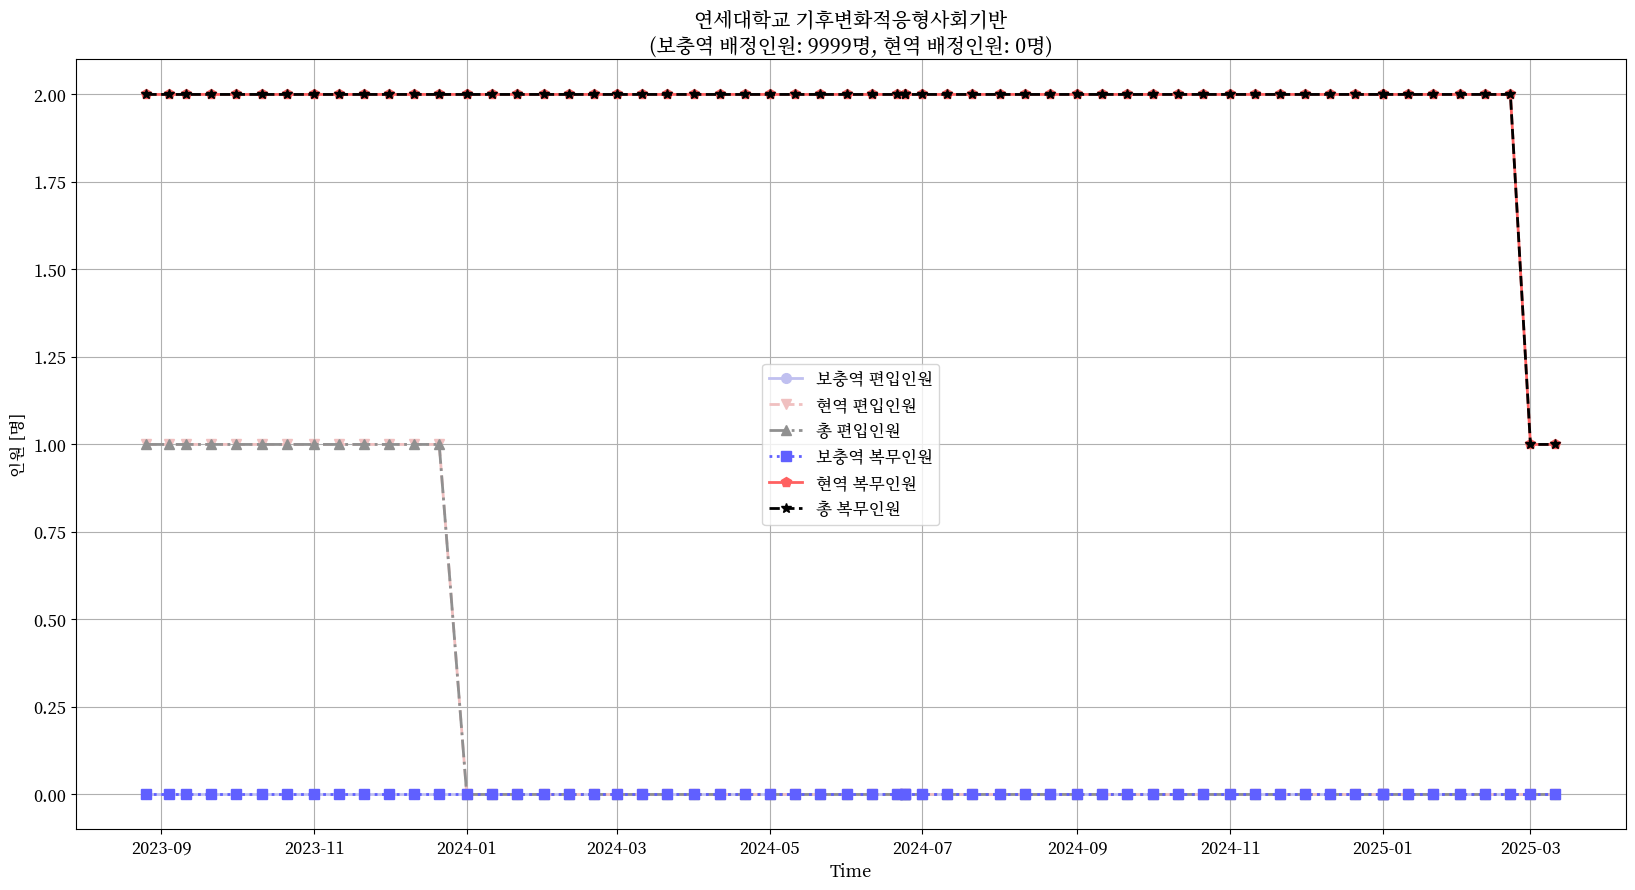 연세대학교 기후변화적응형사회기반
(보충역 배정인원: 9999명, 현역 배정인원: 0명)
2.00
1.75
1.50
1.25
1.00
0.75
0.50
0.25
0.00
인원 [명]
보충역 편입인원
현역 편입인원
총 편입인원
보충역 복무인원
현역 복무인원
총 복무인원
2023-09 2023-11 2024-01 2024-03 2024-05 2024-07 2024-09 2024-11 2025-01 2025-03
Time